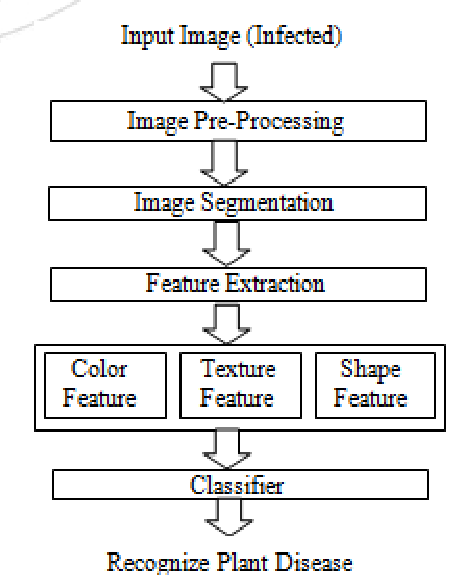 Input Image (Infected)
Image Pre-Processing
Image Segmentation
Feature Extraction
Color
Feature
Texture
Feature
Shape
Feature
Classifier
Recognize Plant Disease